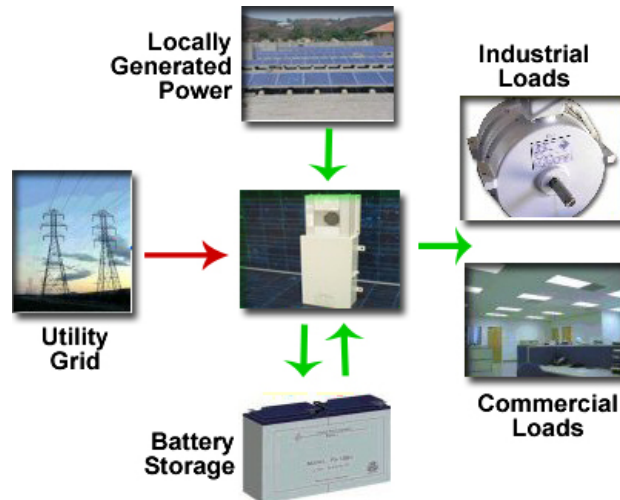 Locally
Generated
Power
Industrial
Loads
Utility
Grid
Battery
Storage
Commercial
Loads